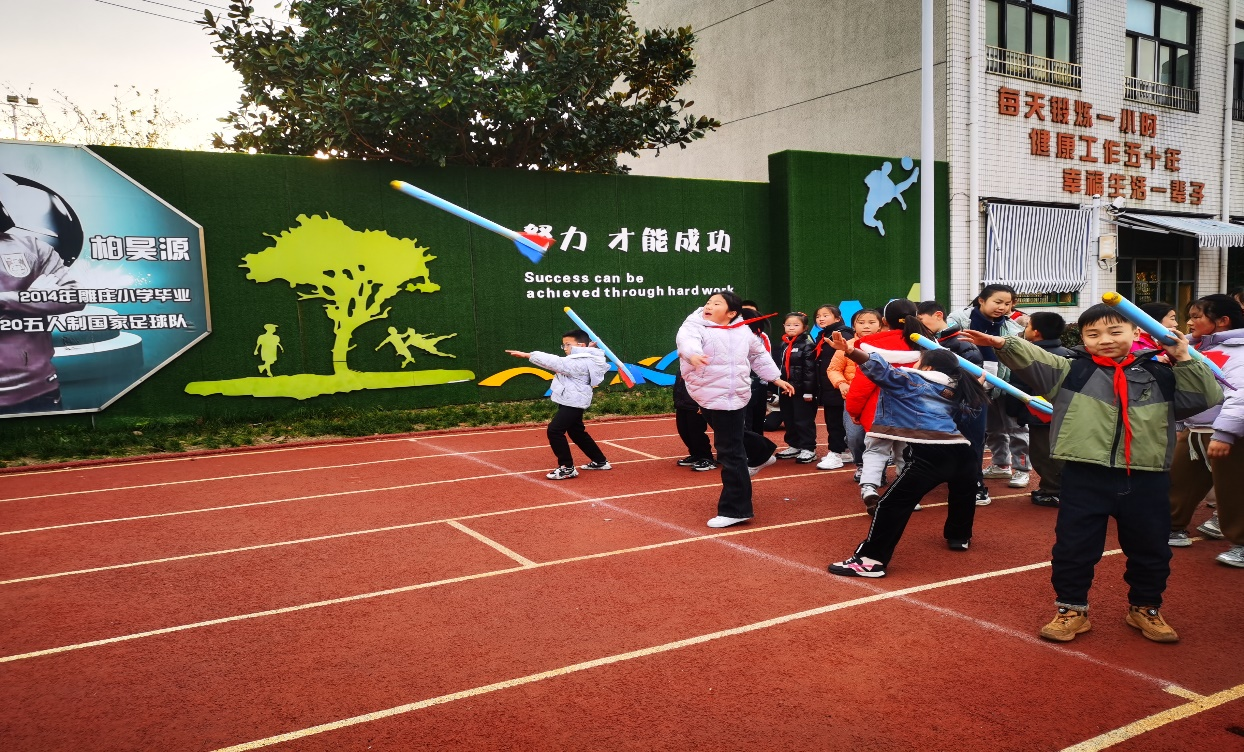 柏昊源
2014年雕庄小学毕业
20五人制国家足球队
努力 才能成功
Success can be
achieved through hard work
每天锻炼一小时
健康工作五十年
幸福生活一辈子